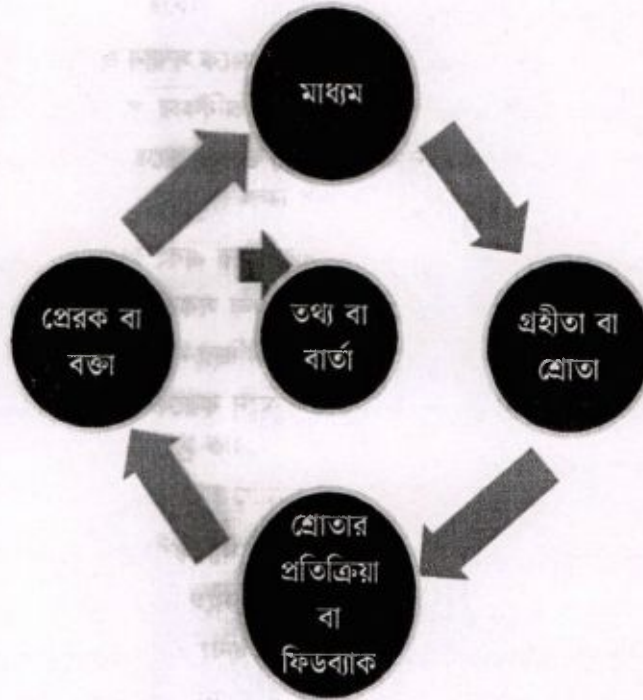 মাধ্যম
প্রেরক বা
বক্তা
তথ্য বা
বার্তা
গ্রহীতা বা
শ্রোতা
শ্রোতার
প্রতিক্রিয়া
বা
ফিডব্যাক